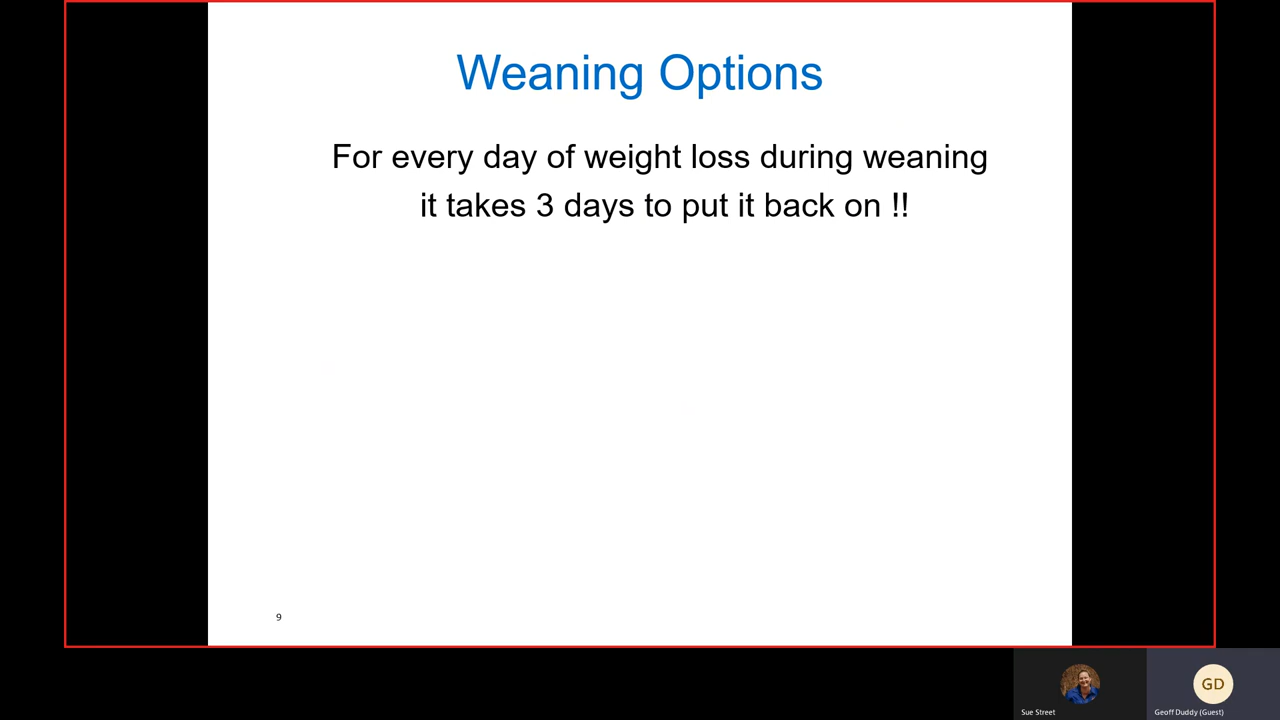 Weaning Options
For every day of weight loss during weaning
it takes 3 days to put it back on !!
9
GD
Sue Street
Geoff Duddy (Guest)